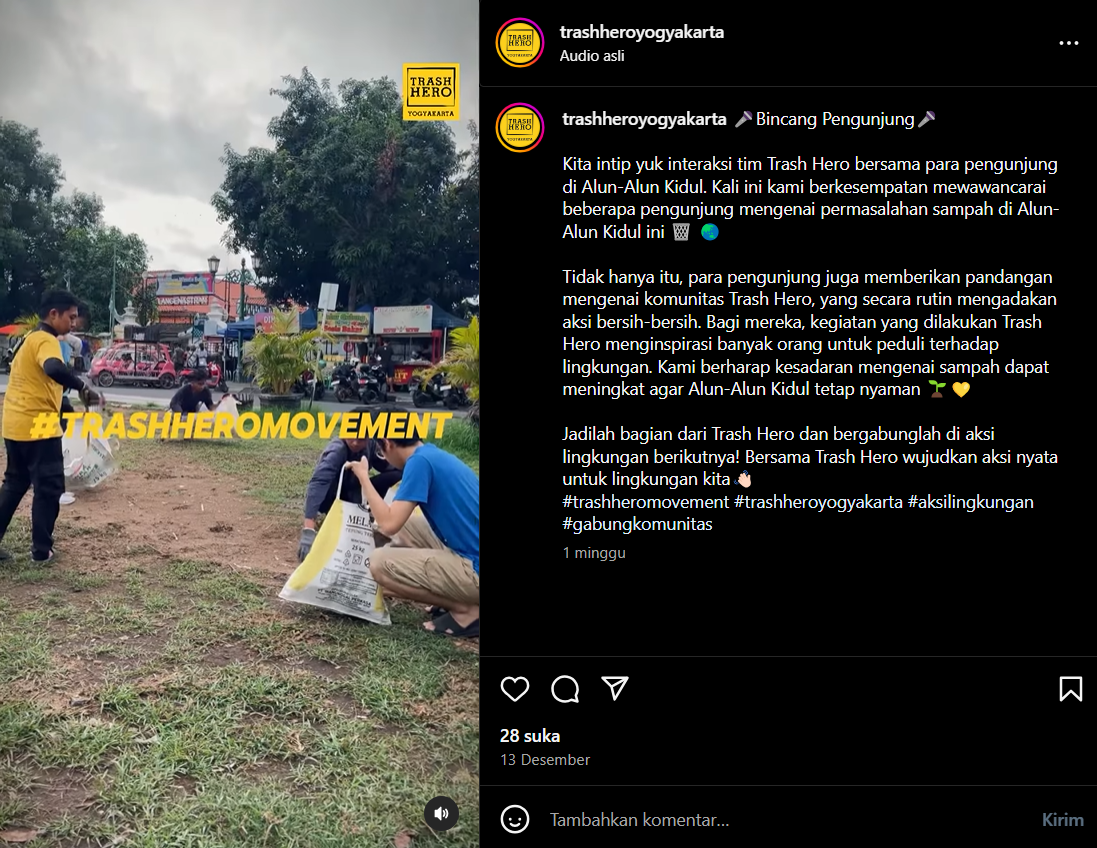 TRASH
HERO
YOGYAKARTA
#TRASHHEROMOVEMENT
25 kg
trashheroyogyakarta
Audio asli
trashheroyogyakarta 🎤Bincang Pengunjung🎤
Kita intip yuk interaksi tim Trash Hero bersama para pengunjung
di Alun-Alun Kidul. Kali ini kami berkesempatan mewawancarai
beberapa pengunjung mengenai permasalahan sampah di Alun-
Alun Kidul ini 🗑️ 🌏
Tidak hanya itu, para pengunjung juga memberikan pandangan
mengenai komunitas Trash Hero, yang secara rutin mengadakan
aksi bersih-bersih. Bagi mereka, kegiatan yang dilakukan Trash
Hero menginspirasi banyak orang untuk peduli terhadap
lingkungan. Kami berharap kesadaran mengenai sampah dapat
meningkat agar Alun-Alun Kidul tetap nyaman 🌱 💛
Jadilah bagian dari Trash Hero dan bergabunglah di aksi
lingkungan berikutnya! Bersama Trash Hero wujudkan aksi nyata
untuk lingkungan kita 👋🏻
#trashheromovement #trashheroyogyakarta #aksilingkungan
#gabungkomunitas
1 minggu
28 suka
13 Desember
Tambahkan komentar...
Kirim